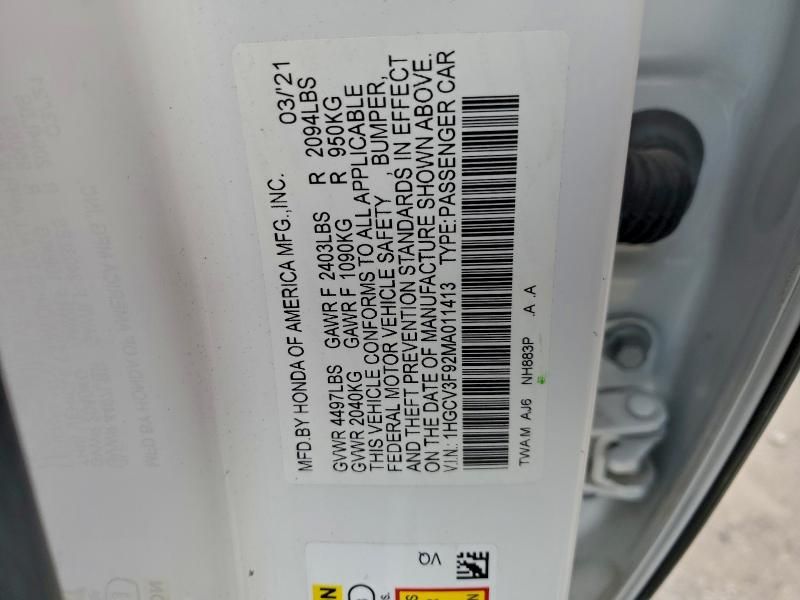 MFD.BY HONDA OF AMERICA MFG.,INC. 03/'21
GVWR 4497LBS GAWR F 2403LBS R 2094LBS
GVWR 2040KG GAWR F 1090KG R 950KG
THIS VEHICLE CONFORMS TO ALL APPLICABLE
FEDERAL MOTOR VEHICLE SAFETY, BUMPER,
AND THEFT PREVENTION STANDARDS IN EFFECT
ON THE DATE OF MANUFACTURE SHOWN ABOVE.
V.I.N.: 1HGCV3F92MA011413 TYPE: PASSENGER CAR
TWAM AJ6 NH883P .A .A
VQ